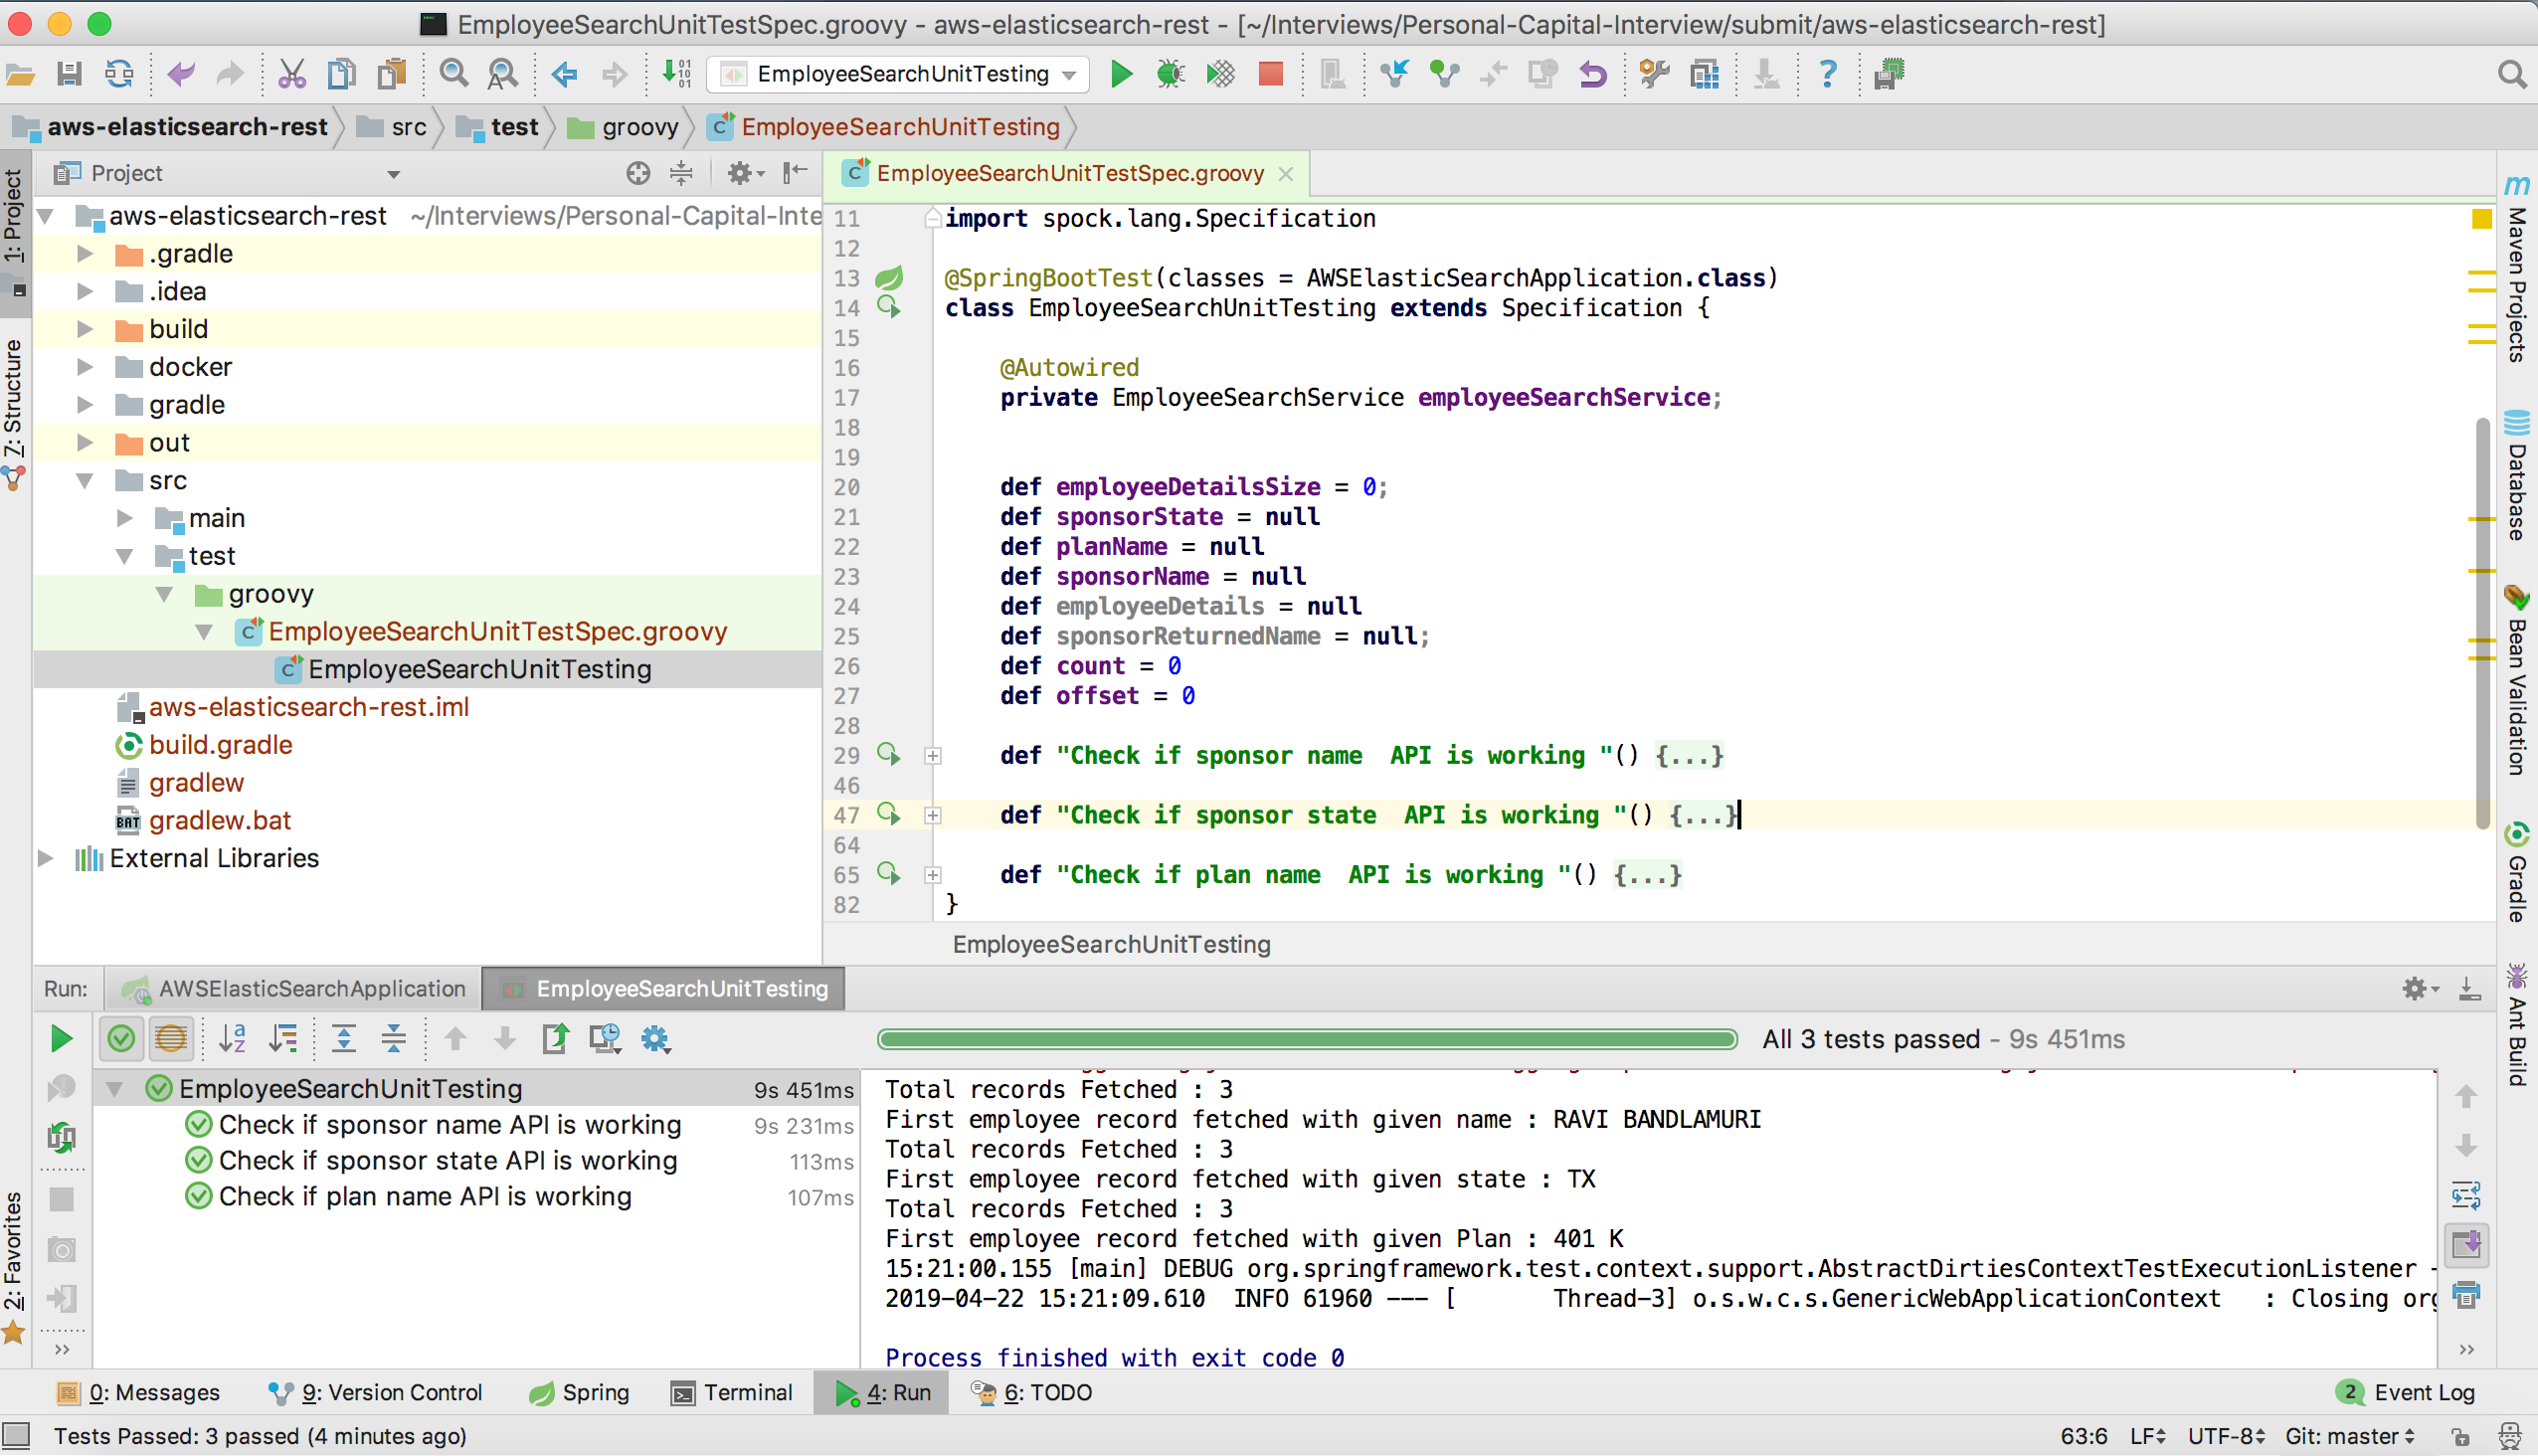 EmployeeSearchUnitTestSpec.groovy - aws-elasticsearch-rest - [~/Interviews/Personal-Capital-Interview/submit/aws-elasticsearch-rest]
EmployeeSearchUnitTesting
aws-elasticsearch-rest src test groovy EmployeeSearchUnitTesting
1: Project
7: Structure
2: Favorites
Project
aws-elasticsearch-rest ~/Interviews/Personal-Capital-Inte
.gradle
.idea
build
docker
gradle
out
src
main
test
groovy
EmployeeSearchUnitTestSpec.groovy
EmployeeSearchUnitTesting
aws-elasticsearch-rest.iml
build.gradle
gradlew
gradlew.bat
External Libraries
EmployeeSearchUnitTestSpec.groovy
11 import spock.lang.Specification
12
13 @SpringBootTest(classes = AWSElasticSearchApplication.class)
14 class EmployeeSearchUnitTesting extends Specification {
15
16 @Autowired
17 private EmployeeSearchService employeeSearchService;
18
19
20 def employeeDetailsSize = 0;
21 def sponsorState = null
22 def planName = null
23 def sponsorName = null
24 def employeeDetails = null
25 def sponsorReturnedName = null;
26 def count = 0
27 def offset = 0
28
29 def "Check if sponsor name  API is working "() {...}
46
47 def "Check if sponsor state  API is working "() {...}
64
65 def "Check if plan name  API is working "() {...}
82 }
EmployeeSearchUnitTesting
Maven Projects
Database
Bean Validation
Gradle
Ant Build
Run: AWSElasticSearchApplication EmployeeSearchUnitTesting
All 3 tests passed - 9s 451ms
EmployeeSearchUnitTesting 9s 451ms
Check if sponsor name API is working 9s 231ms
Check if sponsor state API is working 113ms
Check if plan name API is working 107ms
Total records Fetched : 3
First employee record fetched with given name : RAVI BANDLAMURI
Total records Fetched : 3
First employee record fetched with given state : TX
Total records Fetched : 3
First employee record fetched with given Plan : 401 K
15:21:00.155 [main] DEBUG org.springframework.test.context.support.AbstractDirtiesContextTestExecutionListener -
2019-04-22 15:21:09.610  INFO 61960 --- [       Thread-3] o.s.w.c.s.GenericWebApplicationContext   : Closing org
Process finished with exit code 0
0: Messages 9: Version Control Spring Terminal 4: Run 6: TODO 2 Event Log
Tests Passed: 3 passed (4 minutes ago) 63:6 LF UTF-8 Git: master